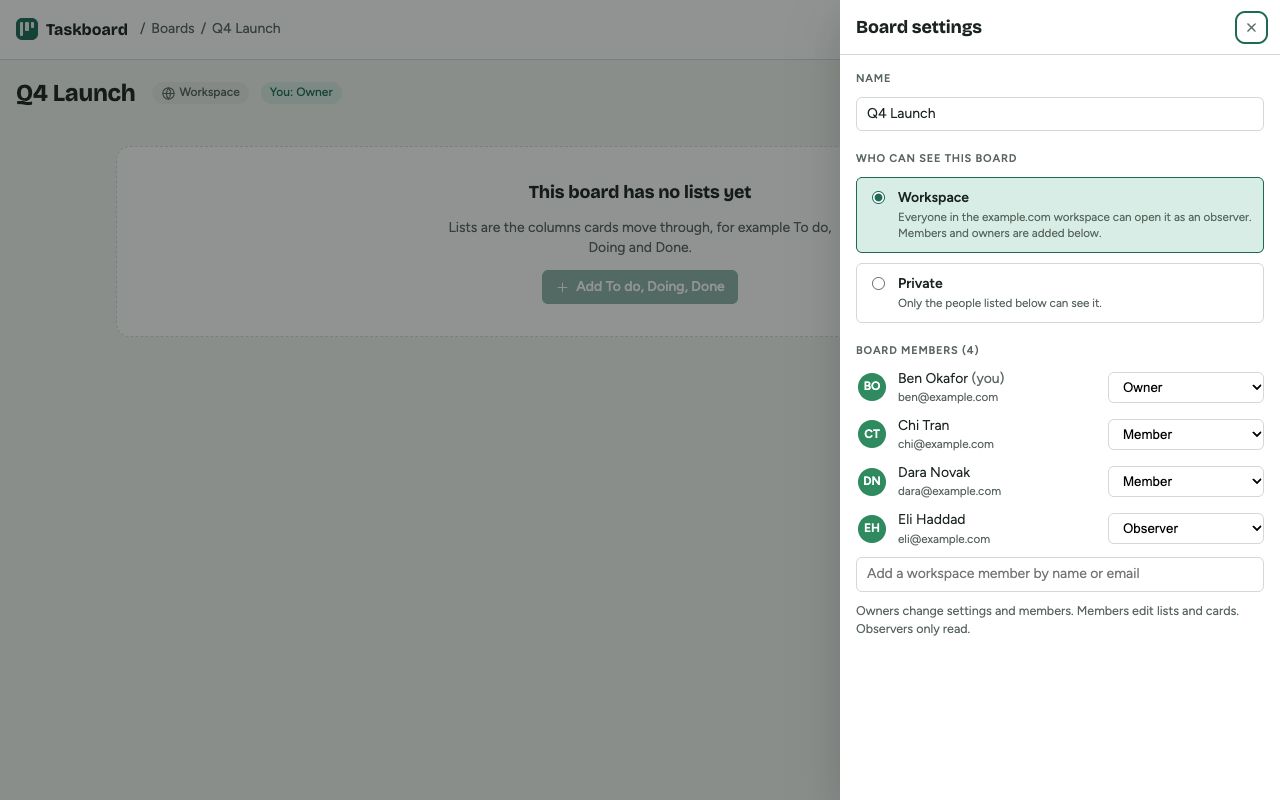 Taskboard / Boards / Q4 Launch
Q4 Launch
Workspace
You: Owner
This board has no lists yet
Lists are the columns cards move through, for example To do,
Doing and Done.
Add To do, Doing, Done
Board settings
NAME
Q4 Launch
WHO CAN SEE THIS BOARD
Workspace
Everyone in the example.com workspace can open it as an observer.
Members and owners are added below.
Private
Only the people listed below can see it.
BOARD MEMBERS (4)
BO
Ben Okafor (you)
ben@example.com
Owner
CT
Chi Tran
chi@example.com
Member
DN
Dara Novak
dara@example.com
Member
EH
Eli Haddad
eli@example.com
Observer
Add a workspace member by name or email
Owners change settings and members. Members edit lists and cards.
Observers only read.